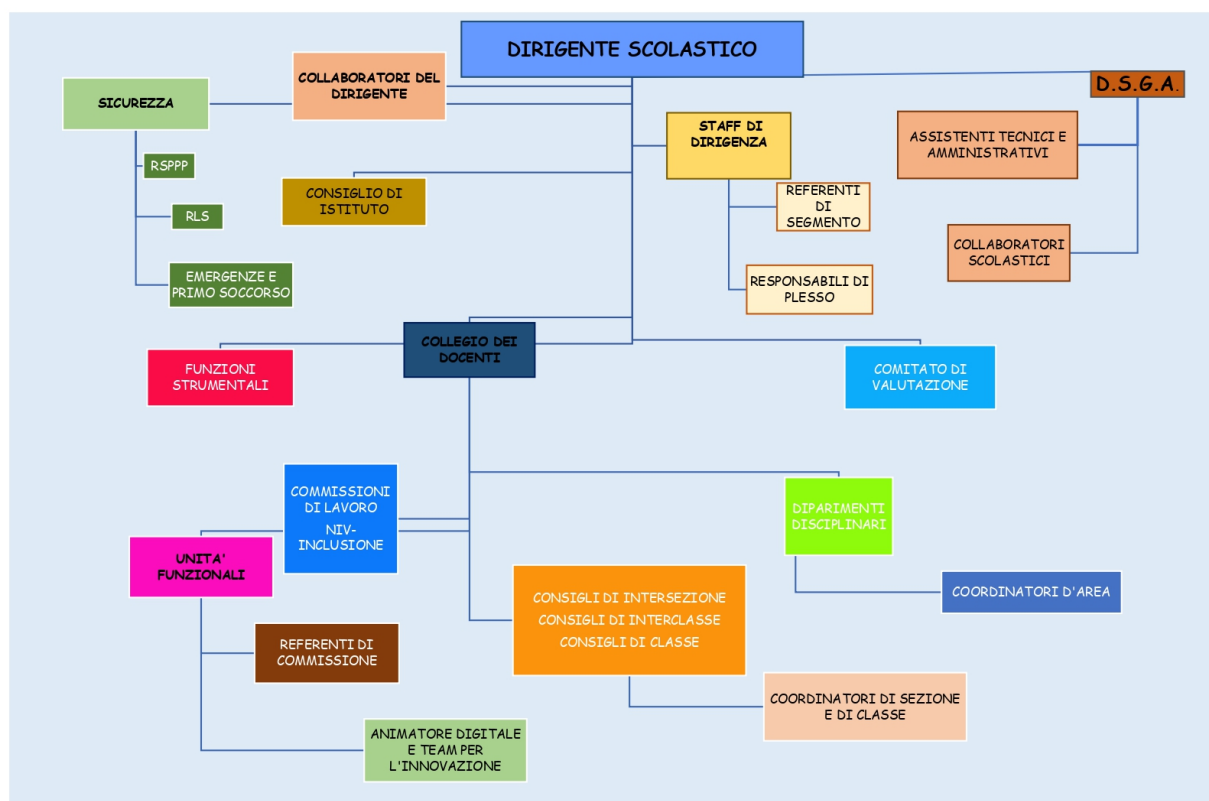 DIRIGENTE SCOLASTICO
COLLABORATORI DEL
DIRIGENTE
D.S.G.A.
SICUREZZA
STAFF DI
DIRIGENZA
ASSISTENTI TECNICI E
AMMINISTRATIVI
RSPPP
CONSIGLIO DI
ISTITUTO
REFERENTI
DI
SEGMENTO
RLS
COLLABORATORI
SCOLASTICI
EMERGENZE E
PRIMO SOCCORSO
RESPONSABILI DI
PLESSO
COLLEGIO DEI
DOCENTI
FUNZIONI
STRUMENTALI
COMITATO DI
VALUTAZIONE
COMMISSIONI
DI LAVORO
NIV-
INCLUSIONE
DIPARIMENTI
DISCIPLINARI
UNITA'
FUNZIONALI
CONSIGLI DI INTERSEZIONE
CONSIGLI DI INTERCLASSE
CONSIGLI DI CLASSE
COORDINATORI D'AREA
REFERENTI DI
COMMISSIONE
COORDINATORI DI SEZIONE
E DI CLASSE
ANIMATORE DIGITALE
E TEAM PER
L'INNOVAZIONE